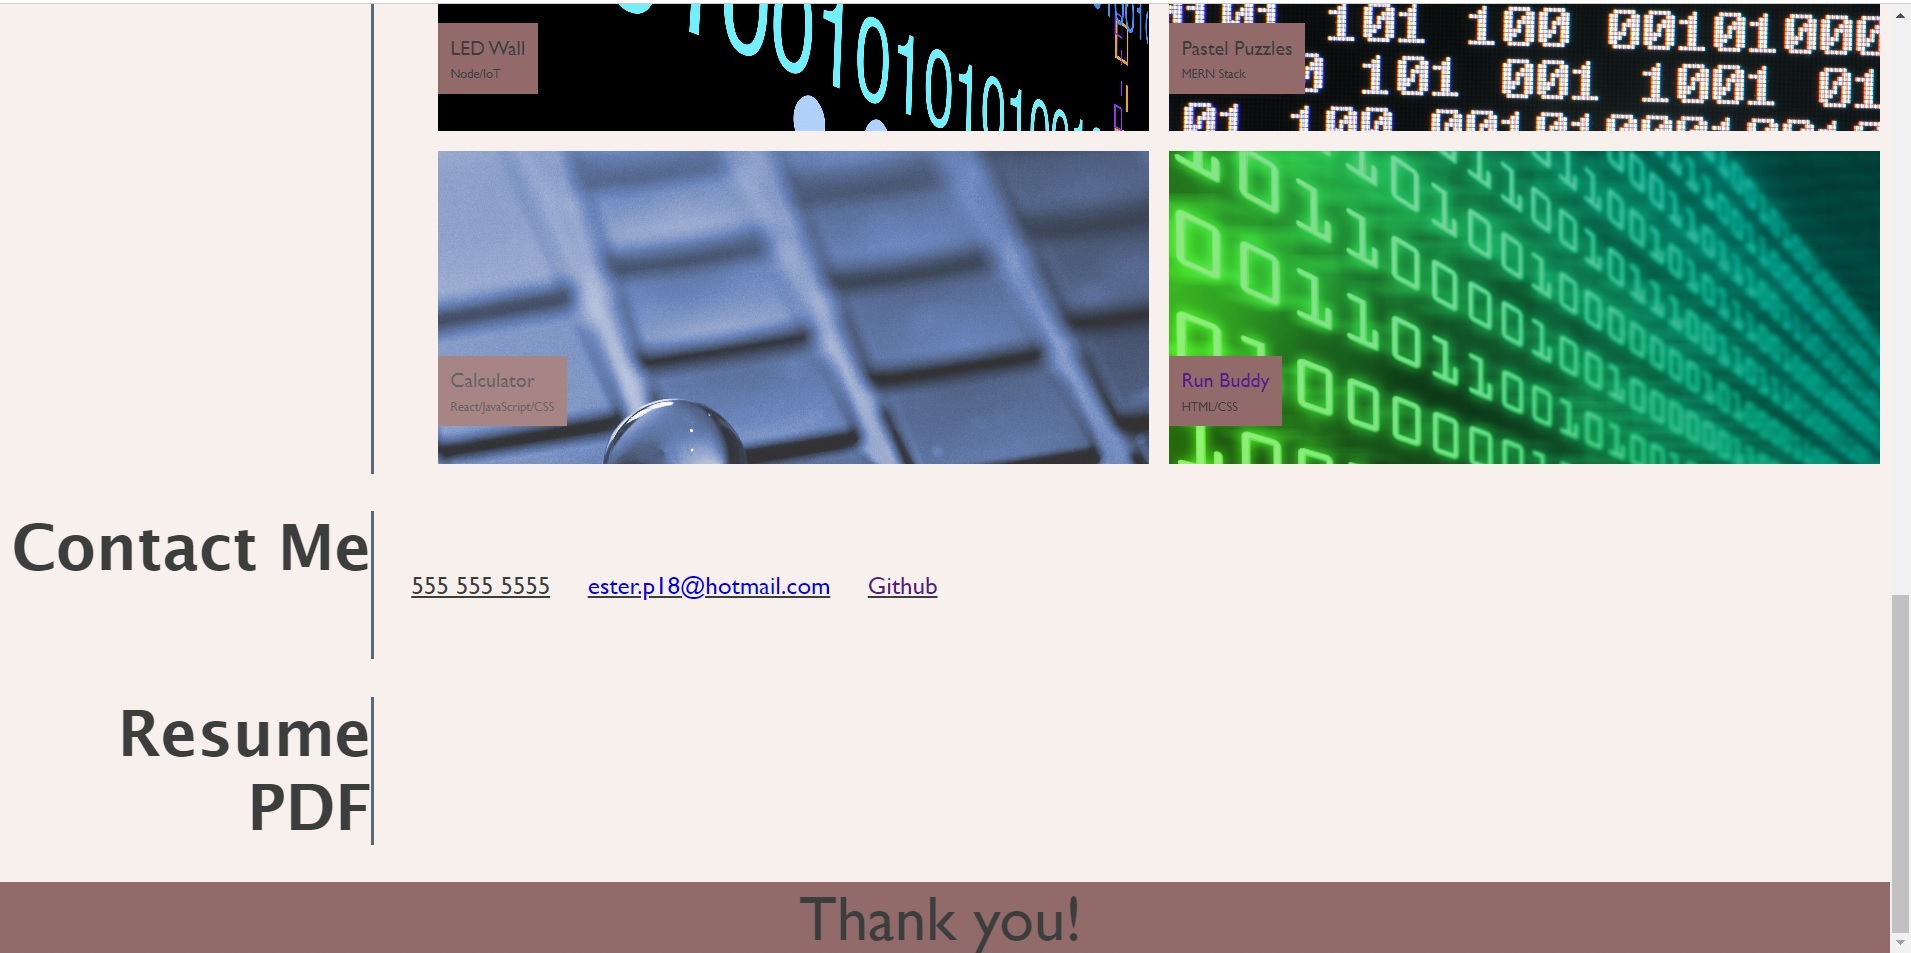 LED Wall
Node/IoT
Pastel Puzzles
MERN Stack
Calculator
React/JavaScript/CSS
Run Buddy
HTML/CSS
Contact Me
555 555 5555 ester.p18@hotmail.com Github
Resume
PDF
Thank you!